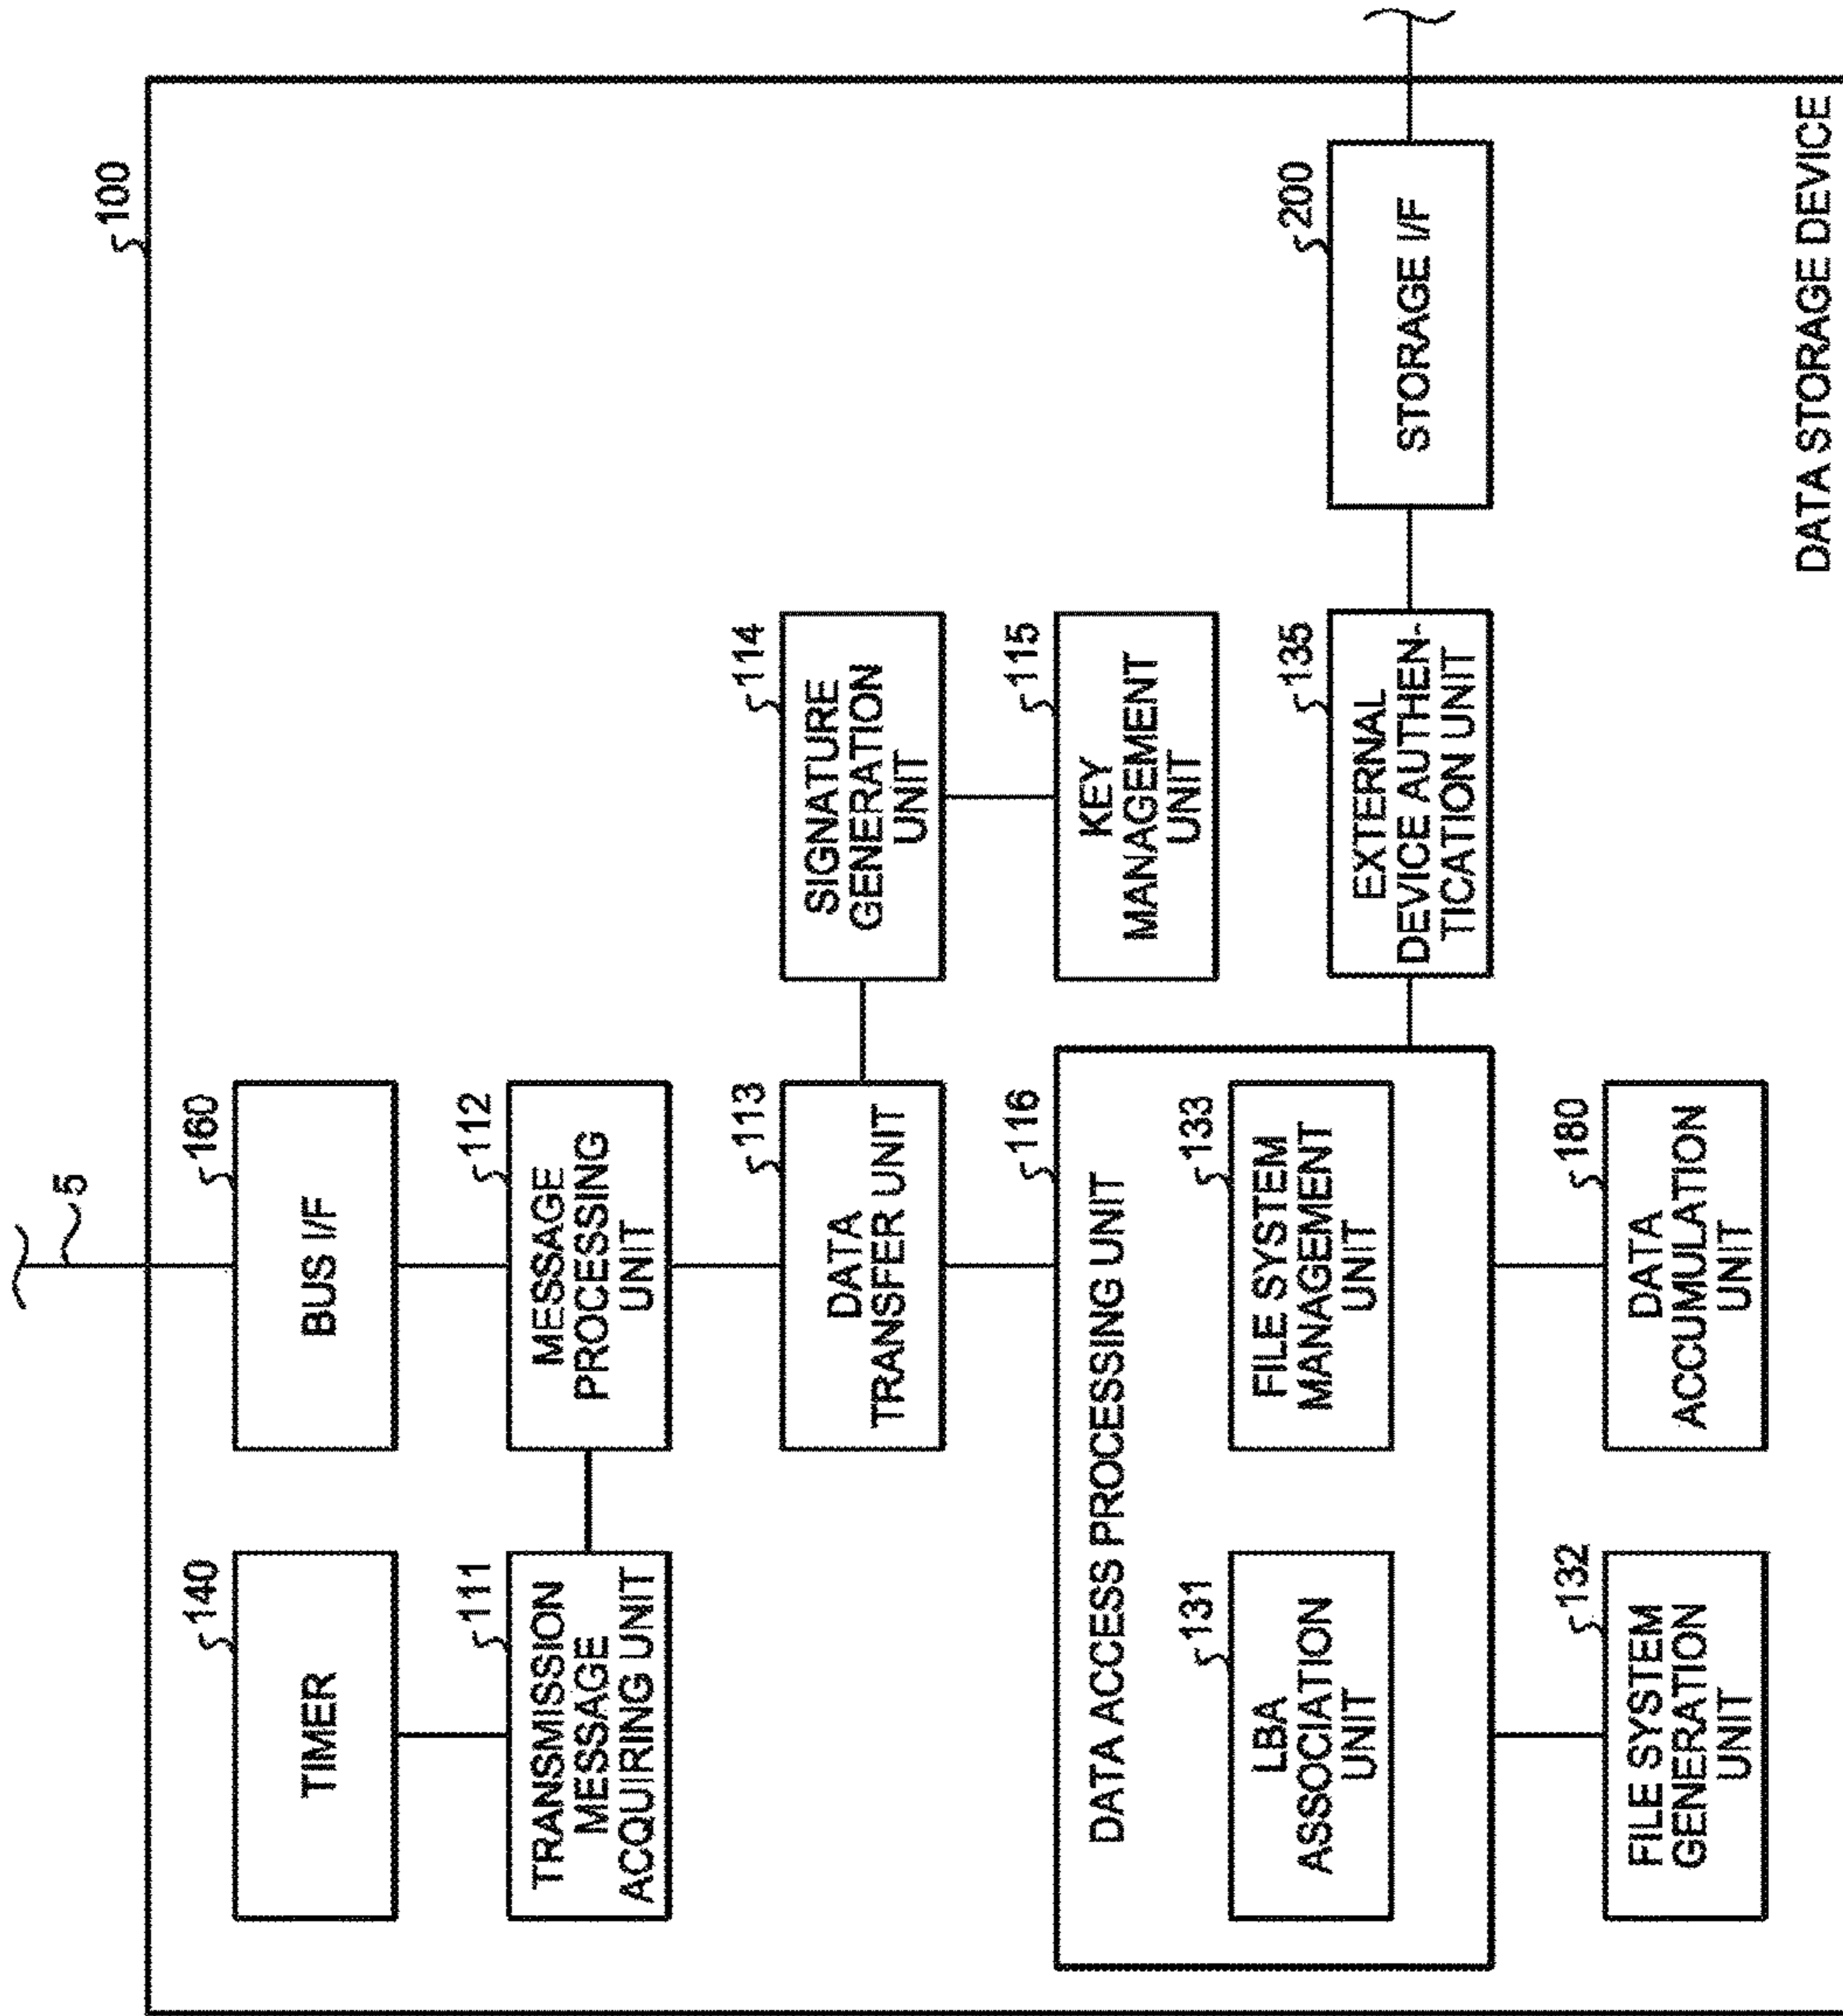 5
100
140
TIMER
160
BUS I/F
111
TRANSMISSION
MESSAGE
ACQUIRING UNIT
112
MESSAGE
PROCESSING
UNIT
113
DATA
TRANSFER UNIT
114
SIGNATURE
GENERATION
UNIT
116
DATA ACCESS PROCESSING UNIT
115
KEY
MANAGEMENT
UNIT
131
LBA
ASSOCIATION
UNIT
133
FILE SYSTEM
MANAGEMENT
UNIT
135
EXTERNAL
DEVICE AUTHEN-
TICATION UNIT
200
STORAGE I/F
132
FILE SYSTEM
GENERATION
UNIT
180
DATA
ACCUMULATION
UNIT
DATA STORAGE DEVICE